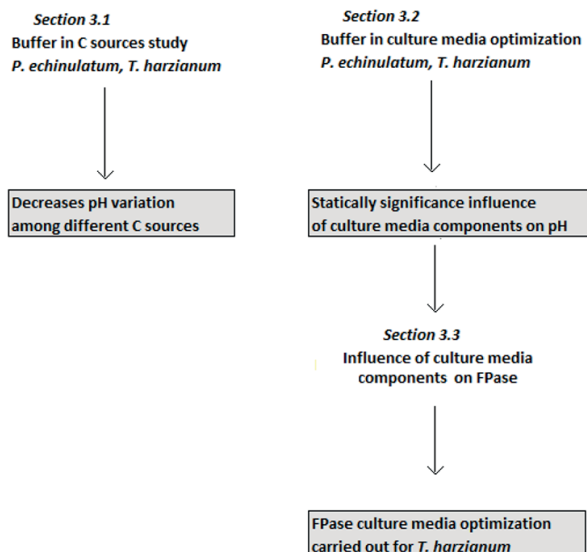 Section 3.1
Buffer in C sources study
P. echinulatum, T. harzianum
Decreases pH variation
among different C sources
Section 3.2
Buffer in culture media optimization
P. echinulatum, T. harzianum
Statically significance influence
of culture media components on pH
Section 3.3
Influence of culture media
components on FPase
FPase culture media optimization
carried out for T. harzianum